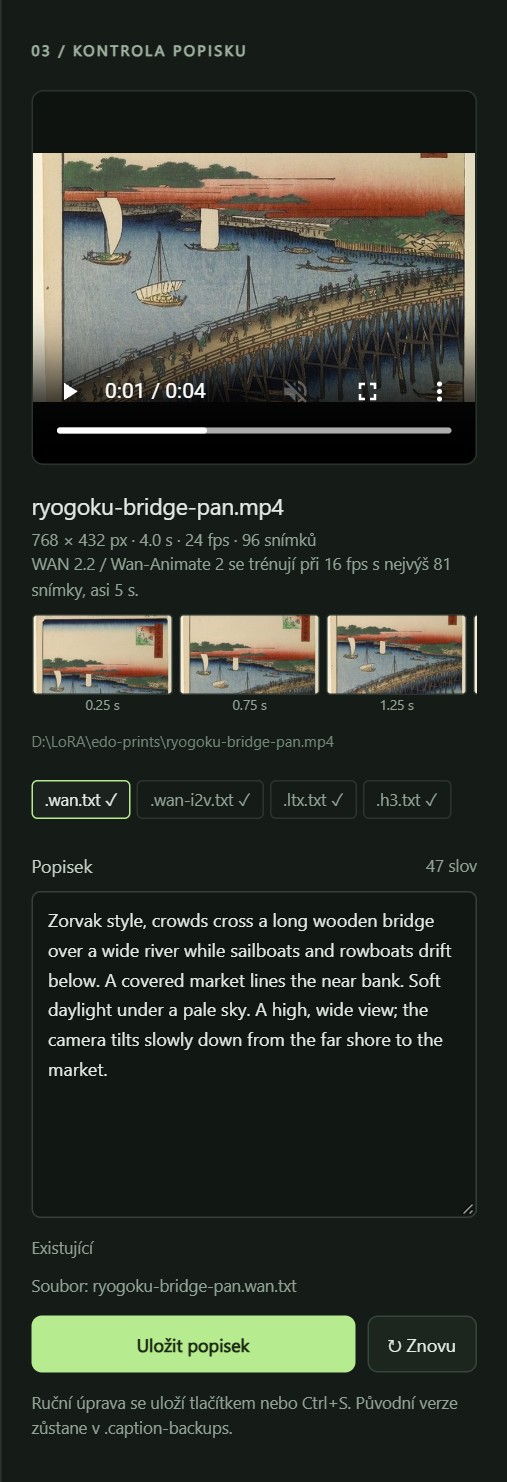 03 / KONTROLA POPISKU
0:01 / 0:04
ryogoku-bridge-pan.mp4
768 × 432 px · 4.0 s · 24 fps · 96 snímků
WAN 2.2 / Wan-Animate 2 se trénují při 16 fps s nejvýš 81
snímky, asi 5 s.
0.25 s
0.75 s
1.25 s
D:\LoRA\edo-prints\ryogoku-bridge-pan.mp4
.wan.txt ✓
.wan-i2v.txt ✓
.ltx.txt ✓
.h3.txt ✓
Popisek
47 slov
Zorvak style, crowds cross a long wooden bridge
over a wide river while sailboats and rowboats drift
below. A covered market lines the near bank. Soft
daylight under a pale sky. A high, wide view; the
camera tilts slowly down from the far shore to the
market.
Existující
Soubor: ryogoku-bridge-pan.wan.txt
Uložit popisek
↻ Znovu
Ruční úprava se uloží tlačítkem nebo Ctrl+S. Původní verze
zůstane v .caption-backups.